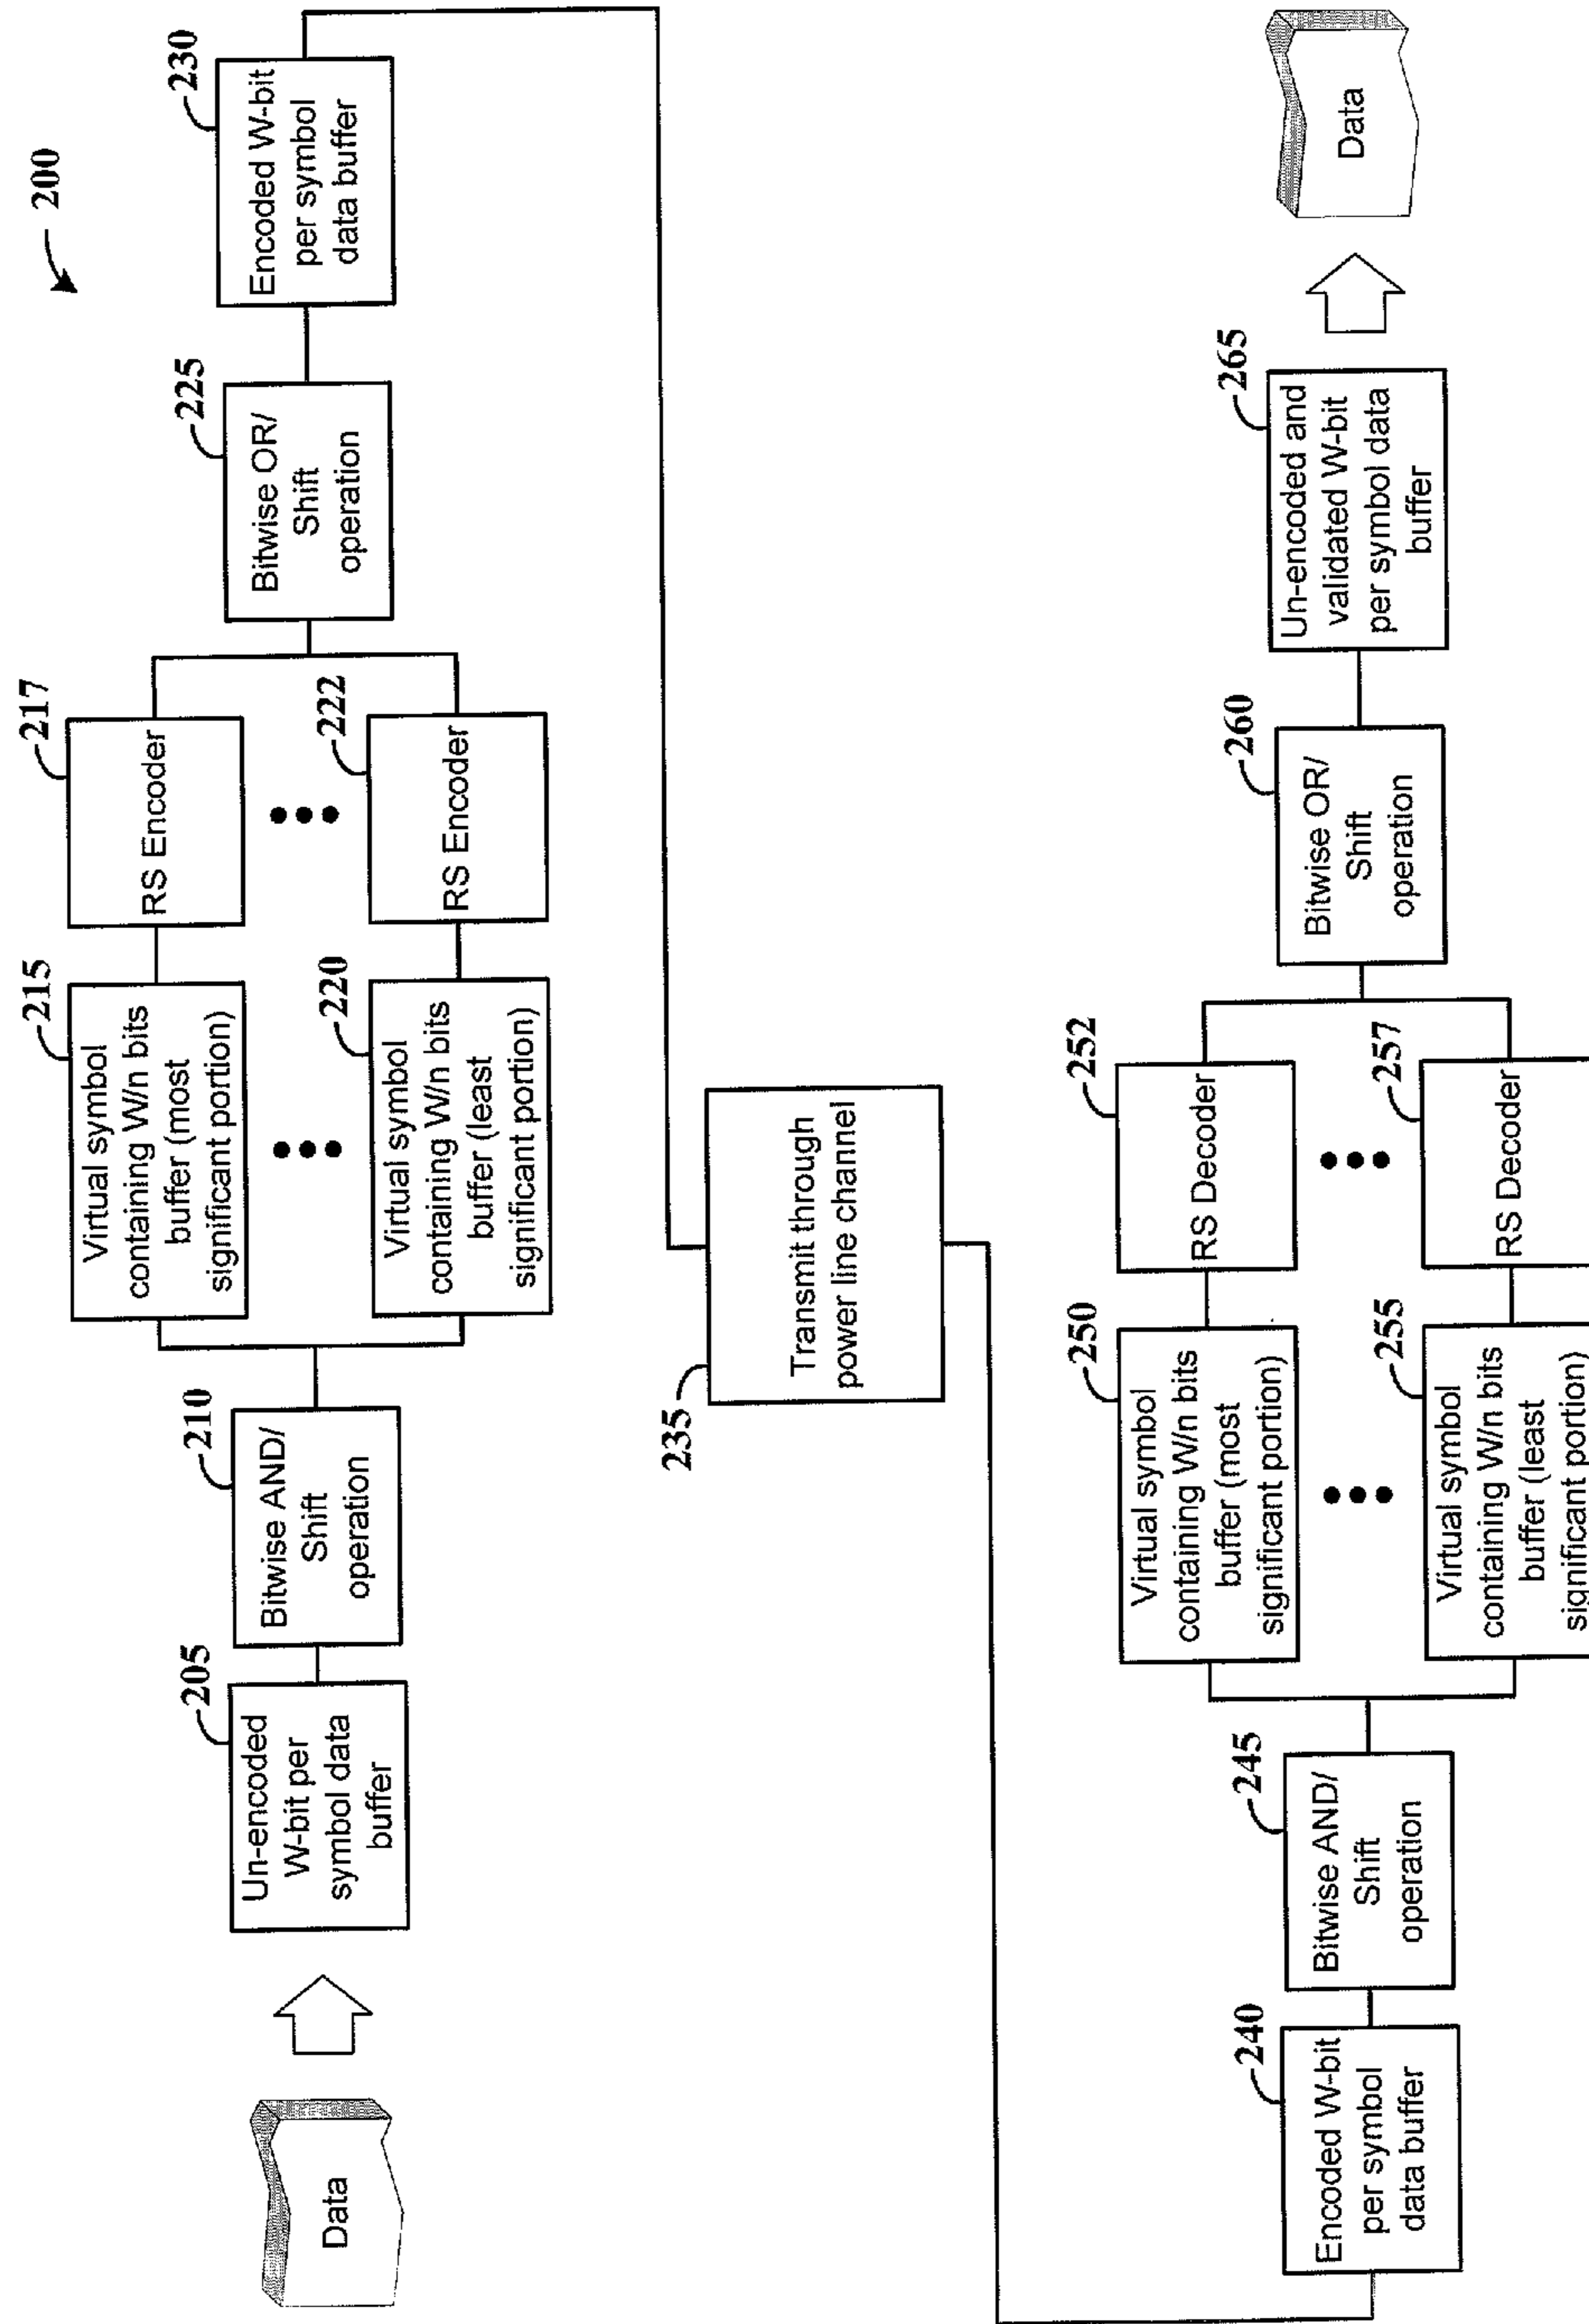 200
Data
205
Un-encoded
W-bit per
symbol data
buffer
210
Bitwise AND/
Shift
operation
215
Virtual symbol
containing W/n bits
buffer (most
significant portion)
217
RS Encoder
220
Virtual symbol
containing W/n bits
buffer (least
significant portion)
222
RS Encoder
225
Bitwise OR/
Shift
operation
230
Encoded W-bit
per symbol
data buffer
235
Transmit through
power line channel
240
Encoded W-bit
per symbol
data buffer
245
Bitwise AND/
Shift
operation
250
Virtual symbol
containing W/n bits
buffer (most
significant portion)
252
RS Decoder
255
Virtual symbol
containing W/n bits
buffer (least
significant portion)
257
RS Decoder
260
Bitwise OR/
Shift
operation
265
Un-encoded and
validated W-bit
per symbol data
buffer
Data